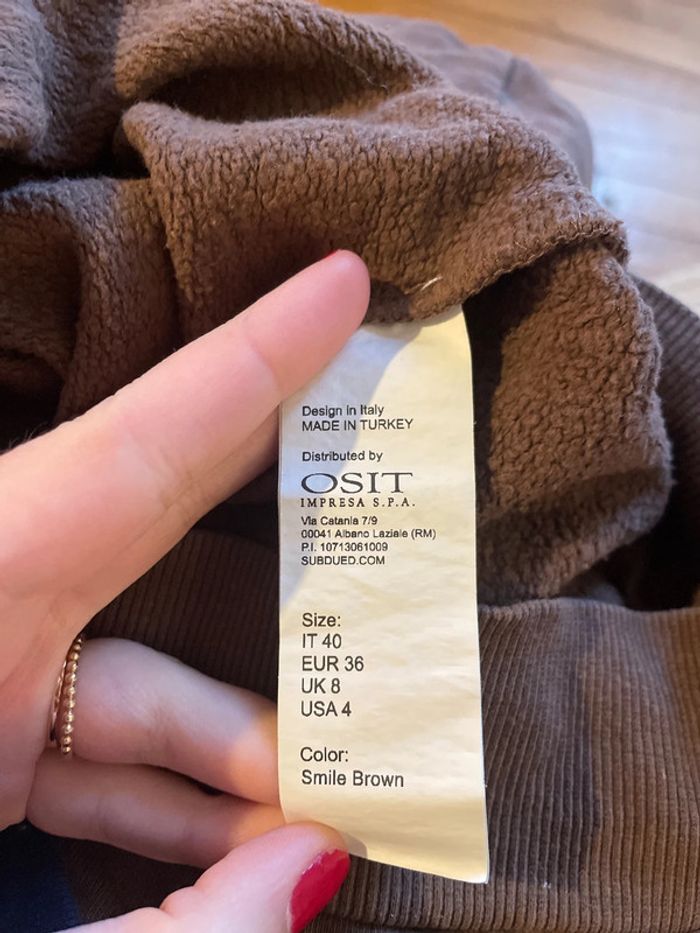 Design in Italy
MADE IN TURKEY
Distributed by
OSIT
IMPRESA S.P.A.
Via Catania 7/9
00041 Albano Laziale (RM)
P.I. 10713061009
SUBDUED.COM
Size:
IT 40
EUR 36
UK 8
USA 4
Color:
Smile Brown